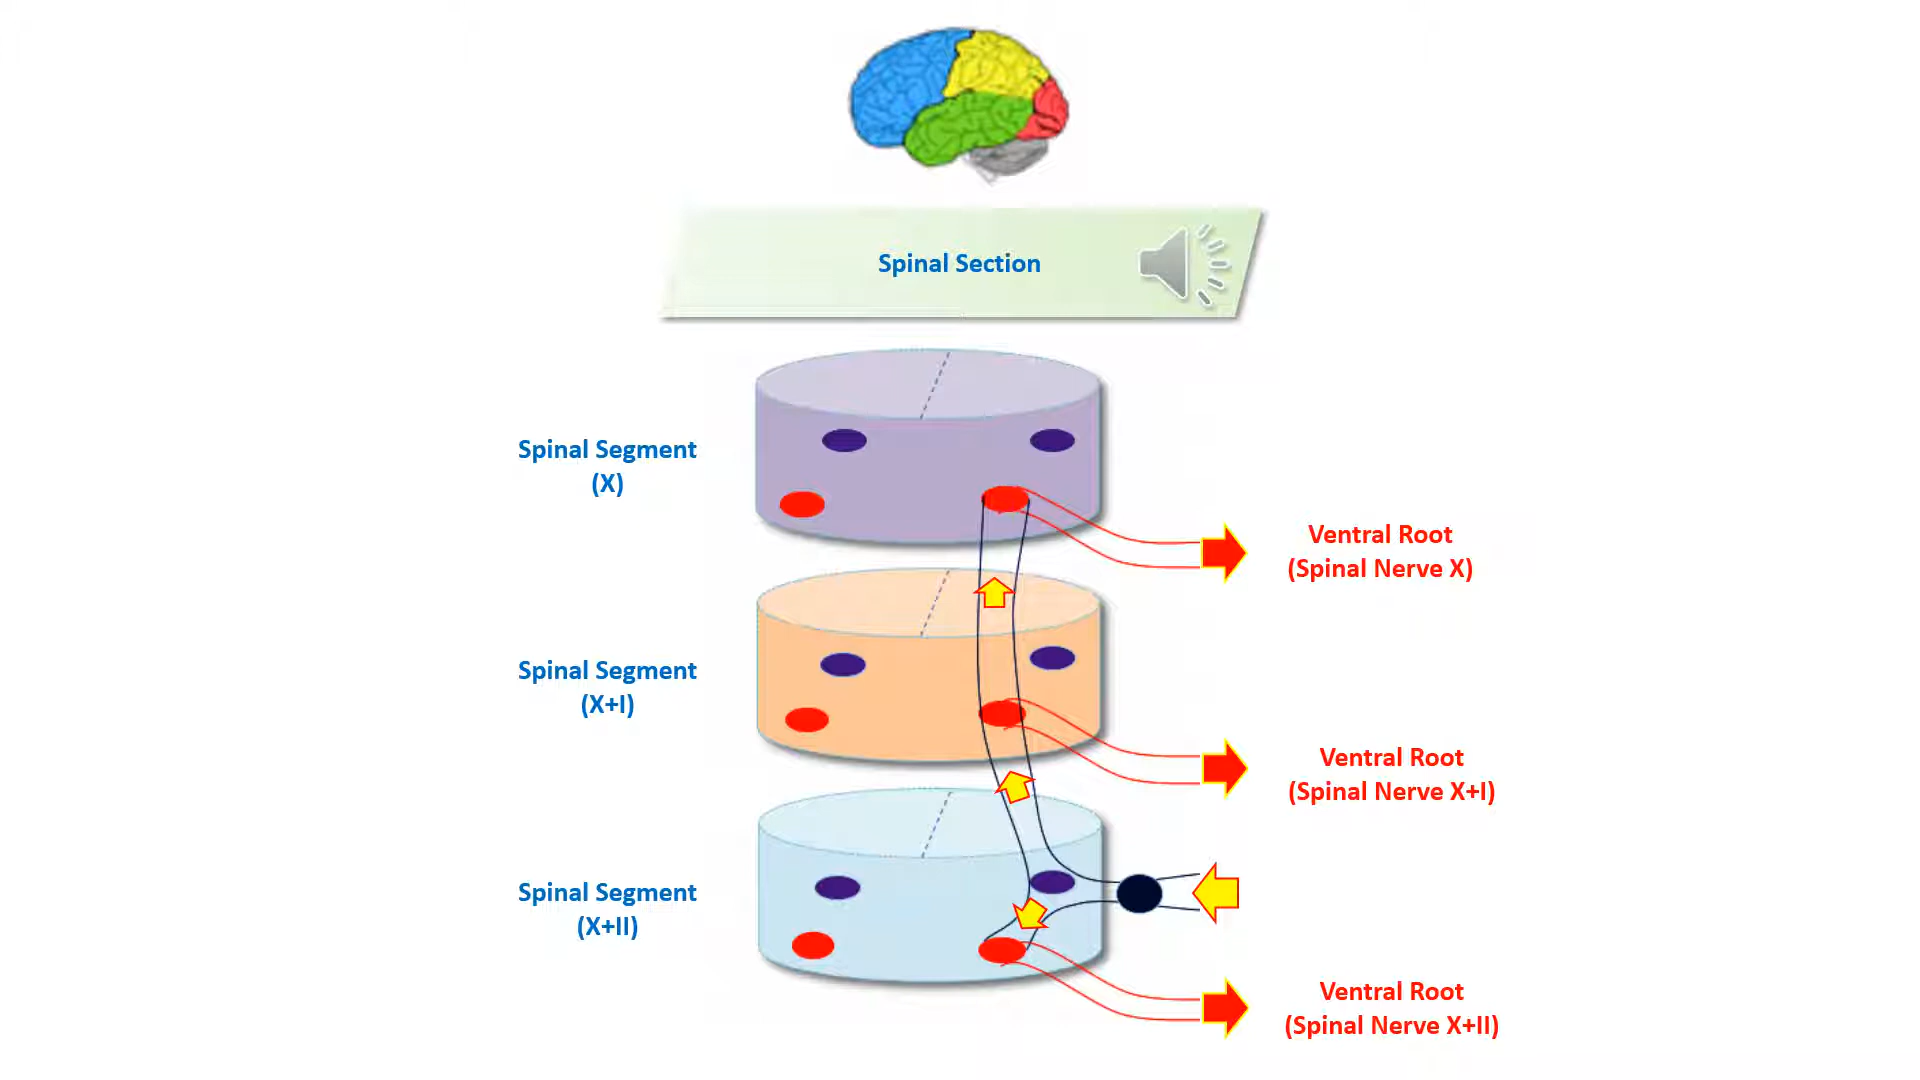 Spinal Section
Spinal Segment
(X)
Ventral Root
(Spinal Nerve X)
Spinal Segment
(X+I)
Ventral Root
(Spinal Nerve X+I)
Spinal Segment
(X+II)
Ventral Root
(Spinal Nerve X+II)